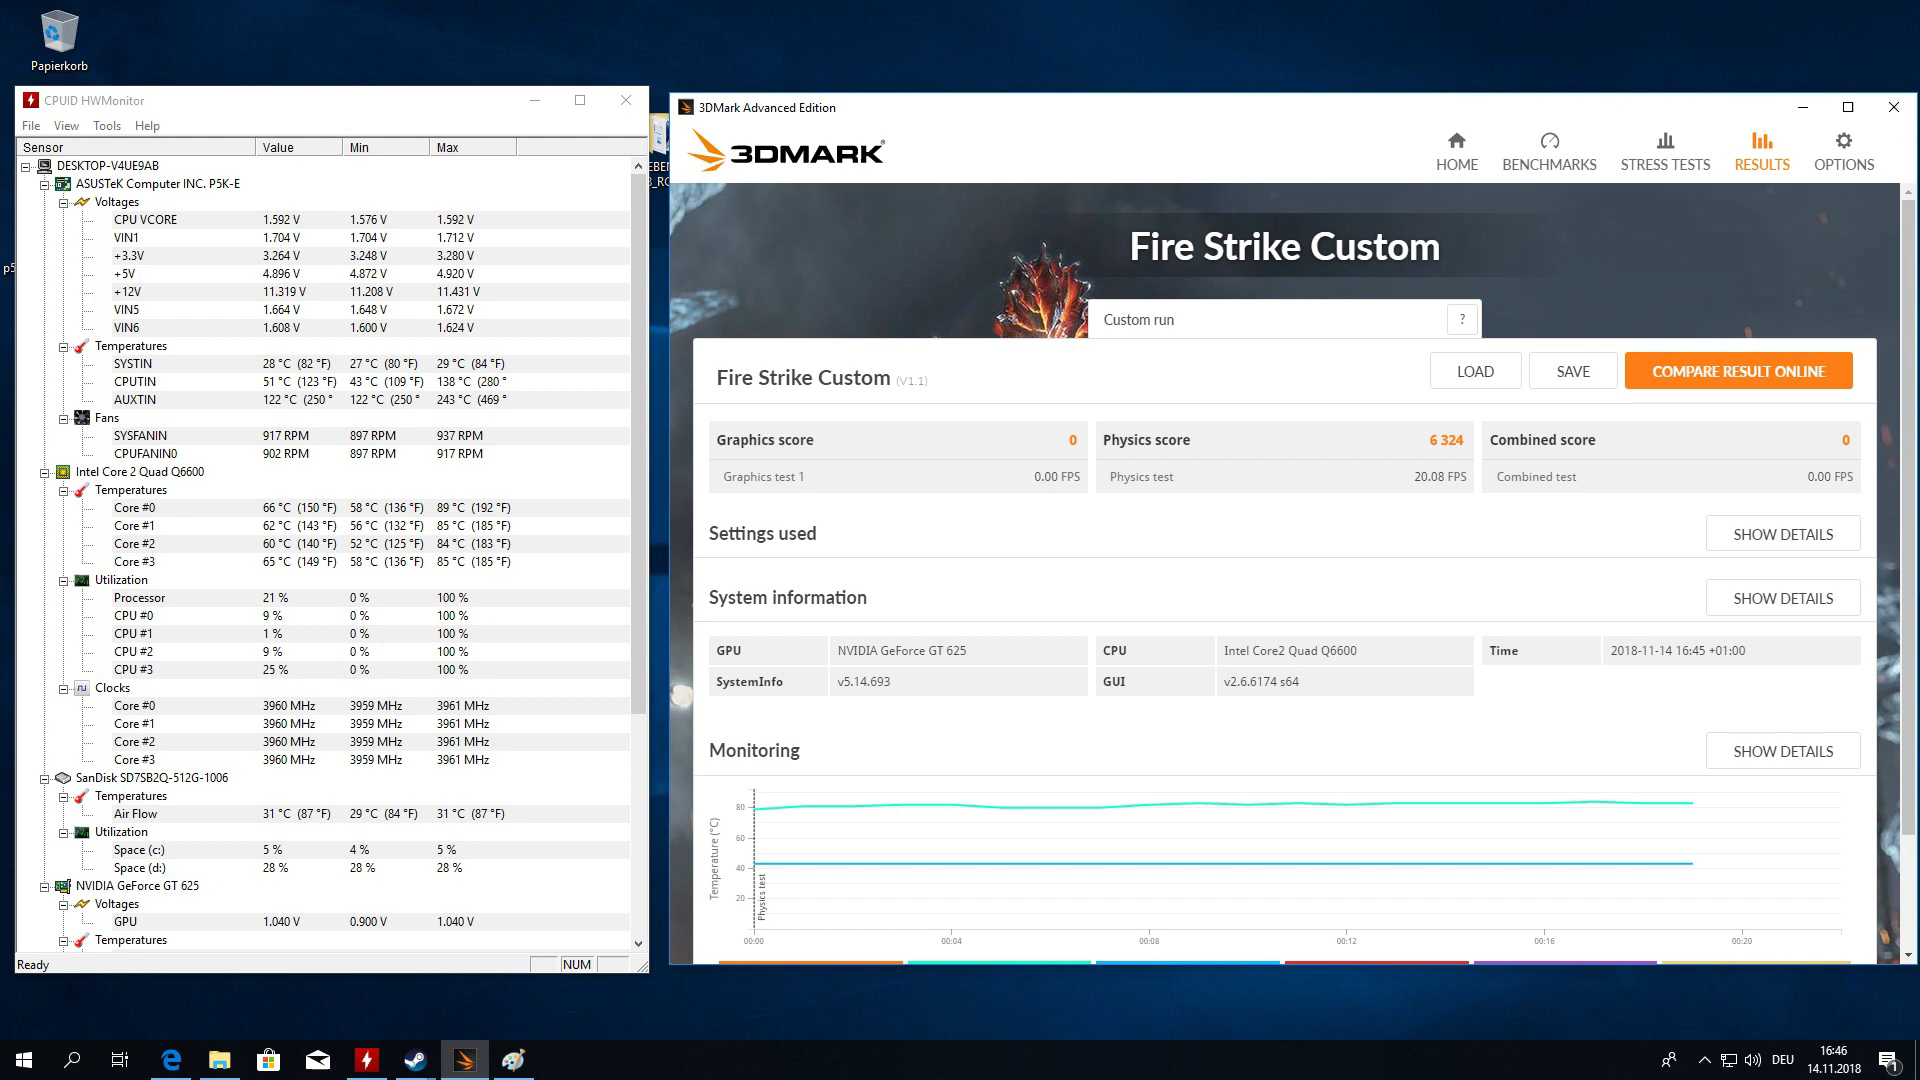 Papierkorb
CPUID HWMonitor
File View Tools Help
Sensor Value Min Max
DESKTOP-V4UE9AB
ASUSTeK Computer INC. P5K-E
Voltages
CPU VCORE 1.592 V 1.576 V 1.592 V
VIN1 1.704 V 1.704 V 1.712 V
+3.3V 3.264 V 3.248 V 3.280 V
+5V 4.896 V 4.872 V 4.920 V
+12V 11.319 V 11.208 V 11.431 V
VIN5 1.664 V 1.648 V 1.672 V
VIN6 1.608 V 1.600 V 1.624 V
Temperatures
SYSTIN 28 °C (82 °F) 27 °C (80 °F) 29 °C (84 °F)
CPUTIN 51 °C (123 °F) 43 °C (109 °F) 138 °C (280 °
AUXTIN 122 °C (250 ° 122 °C (250 ° 243 °C (469 °
Fans
SYSFANIN 917 RPM 897 RPM 937 RPM
CPUFANIN0 902 RPM 897 RPM 917 RPM
Intel Core 2 Quad Q6600
Temperatures
Core #0 66 °C (150 °F) 58 °C (136 °F) 89 °C (192 °F)
Core #1 62 °C (143 °F) 56 °C (132 °F) 85 °C (185 °F)
Core #2 60 °C (140 °F) 52 °C (125 °F) 84 °C (183 °F)
Core #3 65 °C (149 °F) 58 °C (136 °F) 85 °C (185 °F)
Utilization
Processor 21 % 0 % 100 %
CPU #0 9 % 0 % 100 %
CPU #1 1 % 0 % 100 %
CPU #2 9 % 0 % 100 %
CPU #3 25 % 0 % 100 %
Clocks
Core #0 3960 MHz 3959 MHz 3961 MHz
Core #1 3960 MHz 3959 MHz 3961 MHz
Core #2 3960 MHz 3959 MHz 3961 MHz
Core #3 3960 MHz 3959 MHz 3961 MHz
SanDisk SD7SB2Q-512G-1006
Temperatures
Air Flow 31 °C (87 °F) 29 °C (84 °F) 31 °C (87 °F)
Utilization
Space (c:) 5 % 4 % 5 %
Space (d:) 28 % 28 % 28 %
NVIDIA GeForce GT 625
Voltages
GPU 1.040 V 0.900 V 1.040 V
Temperatures
Ready NUM
p5
3DMark Advanced Edition
3DMARK®
HOME BENCHMARKS STRESS TESTS RESULTS OPTIONS
Fire Strike Custom
Custom run ?
Fire Strike Custom (V1.1)
LOAD SAVE COMPARE RESULT ONLINE
Graphics score 0 Physics score 6 324 Combined score 0
Graphics test 1 0.00 FPS Physics test 20.08 FPS Combined test 0.00 FPS
Settings used SHOW DETAILS
System information SHOW DETAILS
GPU NVIDIA GeForce GT 625 CPU Intel Core2 Quad Q6600 Time 2018-11-14 16:45 +01:00
SystemInfo v5.14.693 GUI v2.6.6174 s64
Monitoring SHOW DETAILS
Temperature (°C)
80
60
40
20
Physics test
00:00 00:04 00:08 00:12 00:16 00:20
DEU
16:46
14.11.2018
1